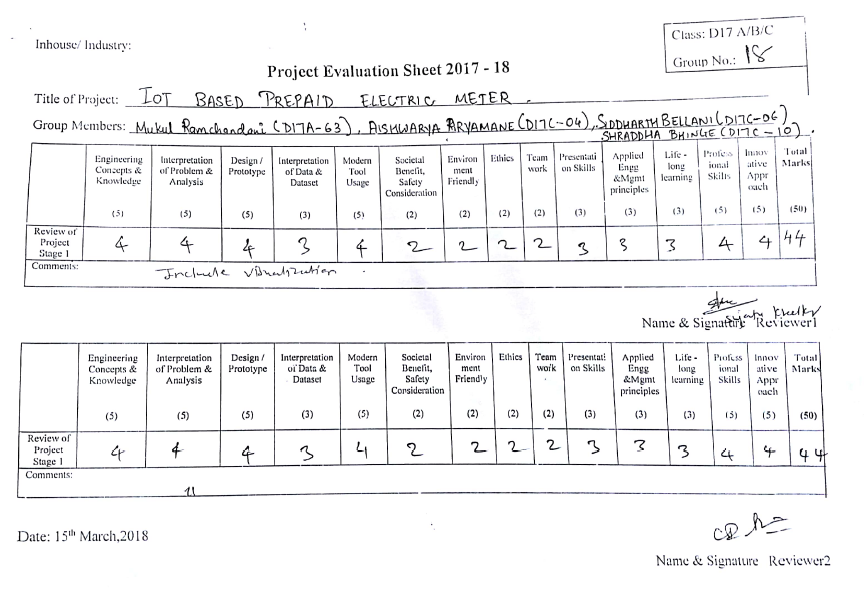 Inhouse/ Industry:
Class: D17 A/B/C
Group No.: 18
Project Evaluation Sheet 2017 - 18
Title of Project: IOT BASED PREPAID ELECTRIC METER.
Group Members: Mukul Ramchandani (D17A-63), AISHWARYA ARYAMANE (D17C-04), SIDDHARTH BELLANI (D17C-06)
SHRADDHA BHINGE (D17C-10).
Engineering Concepts & Knowledge (5) Interpretation of Problem & Analysis (5) Design / Prototype (5) Interpretation of Data & Dataset (3) Modern Tool Usage (5) Societal Benefit, Safety Consideration (2) Environ ment Friendly (2) Ethics (2) Team work (2) Presentati on Skills (3) Applied Engg &Mgmt principles (3) Life - long learning (3) Profess ional Skills (5) Innov ative Appr oach (5) Total Marks (50)
Review of Project Stage 1 4 4 4 3 4 2 2 2 2 3 3 3 4 4 44
Comments: Include visualization.
Name & Signature Reviewer1
Engineering Concepts & Knowledge (5) Interpretation of Problem & Analysis (5) Design / Prototype (5) Interpretation of Data & Dataset (3) Modern Tool Usage (5) Societal Benefit, Safety Consideration (2) Environ ment Friendly (2) Ethics (2) Team work (2) Presentati on Skills (3) Applied Engg &Mgmt principles (3) Life - long learning (3) Profess ional Skills (5) Innov ative Appr oach (5) Total Marks (50)
Review of Project Stage 1 4 4 4 3 4 2 2 2 2 3 3 3 4 4 44
Comments:
Date: 15th March,2018
Name & Signature Reviewer2